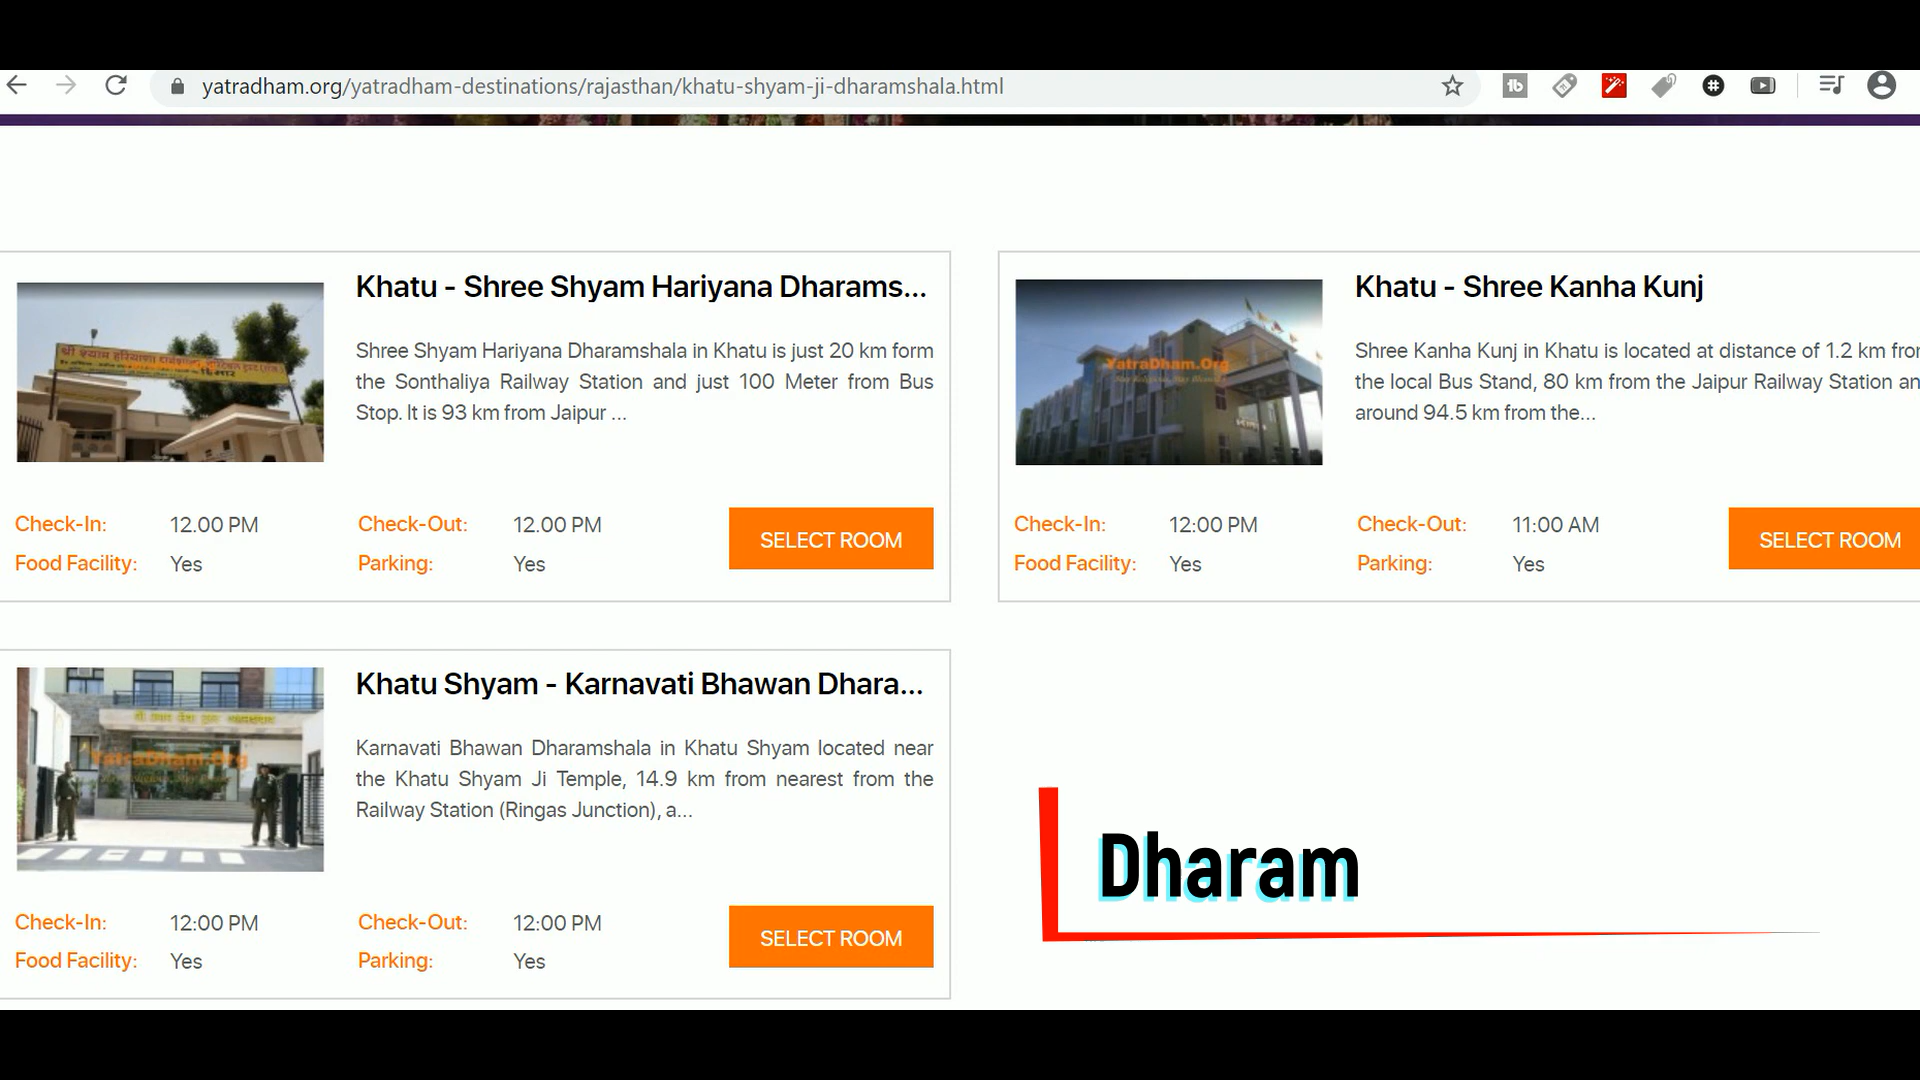 yatradham.org/yatradham-destinations/rajasthan/khatu-shyam-ji-dharamshala.html
Khatu - Shree Shyam Hariyana Dharams...
श्री श्याम हरियाणा
Shree Shyam Hariyana Dharamshala in Khatu is just 20 km form
the Sonthaliya Railway Station and just 100 Meter from Bus
Stop. It is 93 km from Jaipur ...
Check-In: 12.00 PM Check-Out: 12.00 PM
SELECT ROOM
Food Facility: Yes Parking: Yes
Khatu - Shree Kanha Kunj
YatraDham.Org
Shree Kanha Kunj in Khatu is located at distance of 1.2 km from
the local Bus Stand, 80 km from the Jaipur Railway Station an
around 94.5 km from the...
Check-In: 12:00 PM Check-Out: 11:00 AM
SELECT ROOM
Food Facility: Yes Parking: Yes
Khatu Shyam - Karnavati Bhawan Dhara...
YatraDham.Org
Karnavati Bhawan Dharamshala in Khatu Shyam located near
the Khatu Shyam Ji Temple, 14.9 km from nearest from the
Railway Station (Ringas Junction), a...
Check-In: 12:00 PM Check-Out: 12:00 PM
SELECT ROOM
Food Facility: Yes Parking: Yes
Dharam